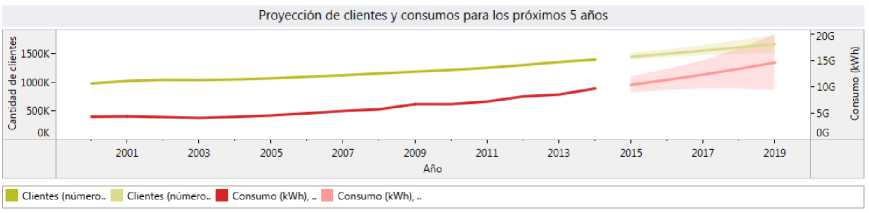 Proyección de clientes y consumos para los próximos 5 años
Cantidad de clientes
1500K
1000K
500K
0K
20G
15G
10G
5G
0G
Consumo (kWh)
2001 2003 2005 2007 2009 2011 2013 2015 2017 2019
Año
Clientes (número.. Clientes (número.. Consumo (kWh), .. Consumo (kWh), ..